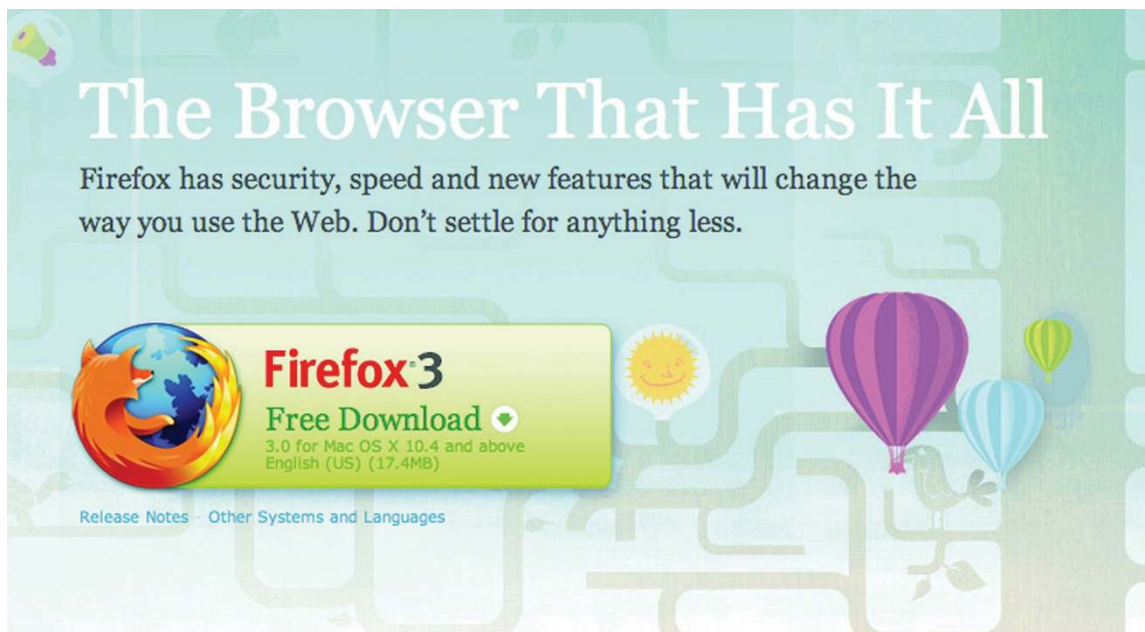 The Browser That Has It All
Firefox has security, speed and new features that will change the
way you use the Web. Don’t settle for anything less.
Firefox 3
Free Download
3.0 for Mac OS X 10.4 and above
English (US) (17.4MB)
Release Notes - Other Systems and Languages